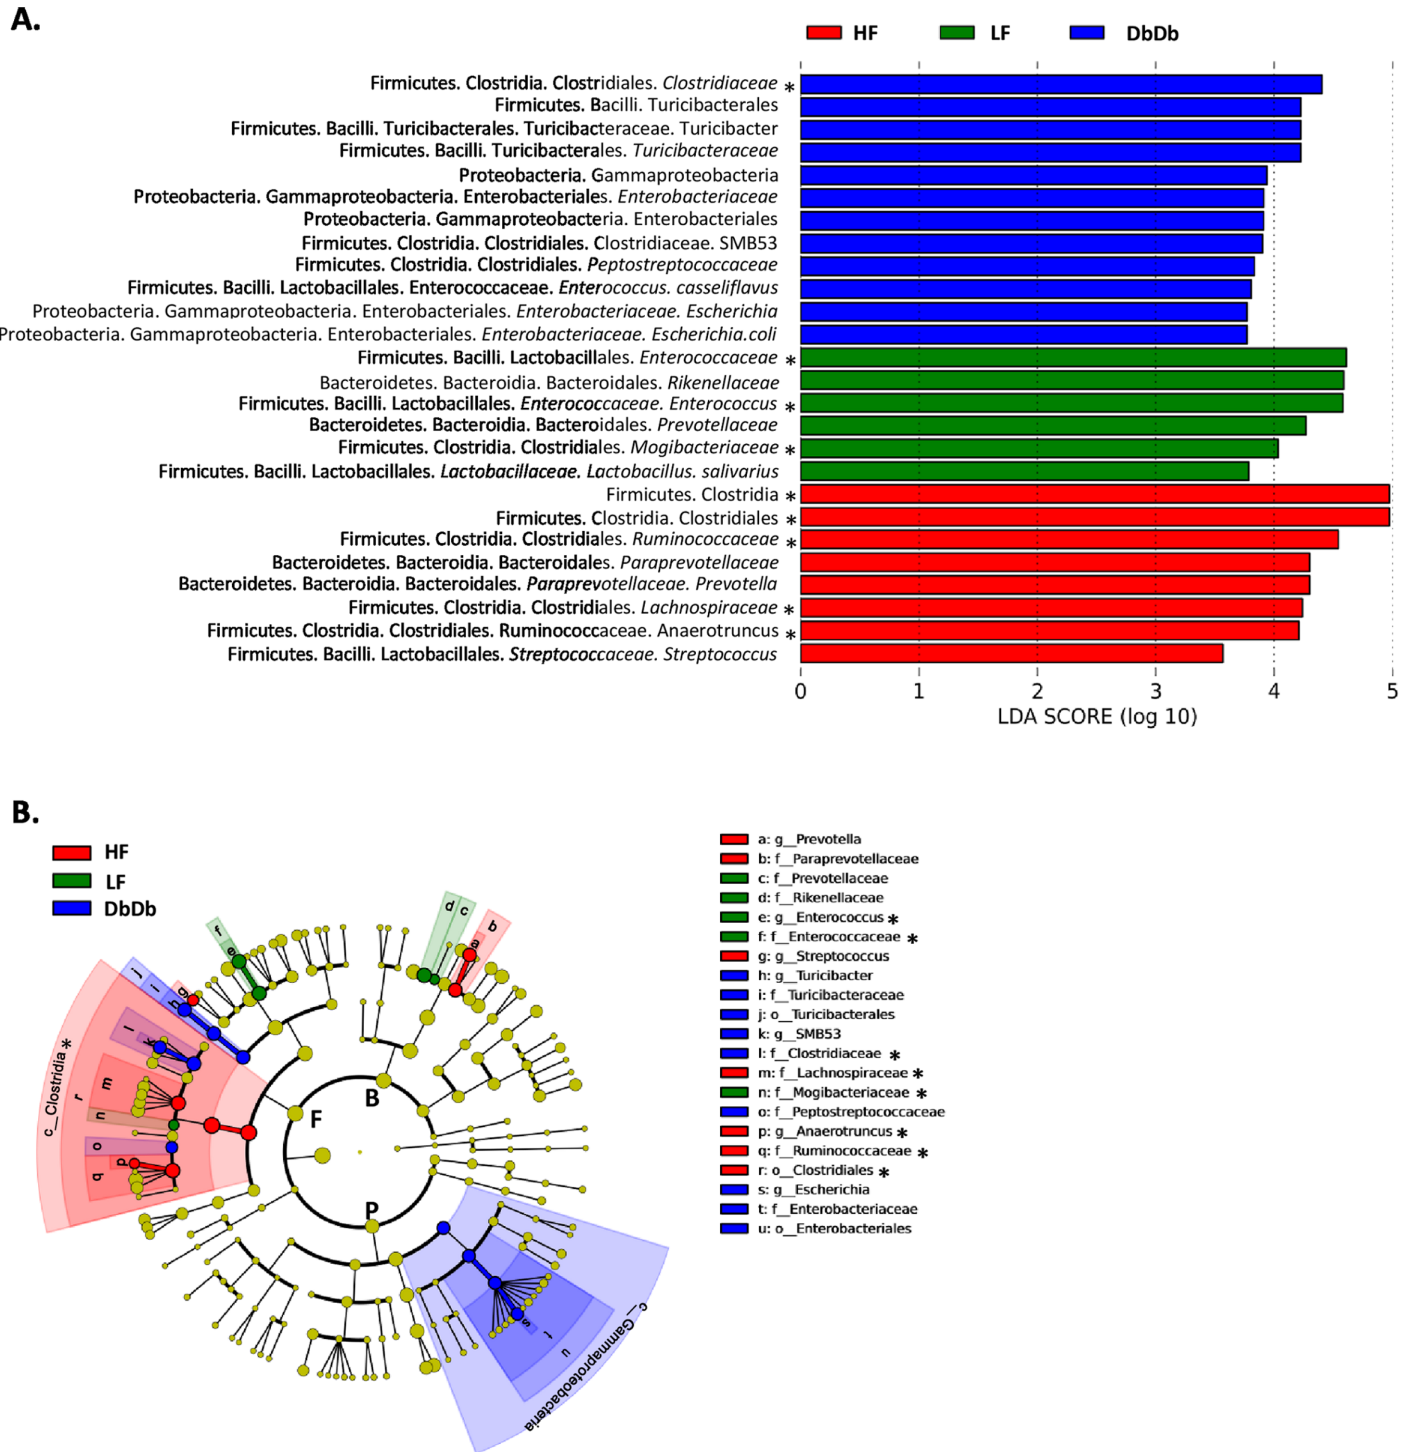 A.
HF LF DbDb
Firmicutes. Clostridia. Clostridiales. Clostridiaceae *
Firmicutes. Bacilli. Turicibacterales
Firmicutes. Bacilli. Turicibacterales. Turicibacteraceae. Turicibacter
Firmicutes. Bacilli. Turicibacterales. Turicibacteraceae
Proteobacteria. Gammaproteobacteria
Proteobacteria. Gammaproteobacteria. Enterobacteriales. Enterobacteriaceae
Proteobacteria. Gammaproteobacteria. Enterobacteriales
Firmicutes. Clostridia. Clostridiales. Clostridiaceae. SMB53
Firmicutes. Clostridia. Clostridiales. Peptostreptococcaceae
Firmicutes. Bacilli. Lactobacillales. Enterococcaceae. Enterococcus. casseliflavus
Proteobacteria. Gammaproteobacteria. Enterobacteriales. Enterobacteriaceae. Escherichia
Proteobacteria. Gammaproteobacteria. Enterobacteriales. Enterobacteriaceae. Escherichia.coli
Firmicutes. Bacilli. Lactobacillales. Enterococcaceae *
Bacteroidetes. Bacteroidia. Bacteroidales. Rikenellaceae
Firmicutes. Bacilli. Lactobacillales. Enterococcaceae. Enterococcus *
Bacteroidetes. Bacteroidia. Bacteroidales. Prevotellaceae
Firmicutes. Clostridia. Clostridiales. Mogibacteriaceae *
Firmicutes. Bacilli. Lactobacillales. Lactobacillaceae. Lactobacillus. salivarius
Firmicutes. Clostridia *
Firmicutes. Clostridia. Clostridiales *
Firmicutes. Clostridia. Clostridiales. Ruminococcaceae *
Bacteroidetes. Bacteroidia. Bacteroidales. Paraprevotellaceae
Bacteroidetes. Bacteroidia. Bacteroidales. Paraprevotellaceae. Prevotella
Firmicutes. Clostridia. Clostridiales. Lachnospiraceae *
Firmicutes. Clostridia. Clostridiales. Ruminococcaceae. Anaerotruncus *
Firmicutes. Bacilli. Lactobacillales. Streptococcaceae. Streptococcus
0 1 2 3 4 5
LDA SCORE (log 10)
B.
HF
LF
DbDb
f
e
d
c
b
a
j
i
h
g
l
k
m
n
o
p
q
r
c__Clostridia *
F
B
P
s
t
u
c__Gammaproteobacteria
a: g__Prevotella
b: f__Paraprevotellaceae
c: f__Prevotellaceae
d: f__Rikenellaceae
e: g__Enterococcus *
f: f__Enterococcaceae *
g: g__Streptococcus
h: g__Turicibacter
i: f__Turicibacteraceae
j: o__Turicibacterales
k: g__SMB53
l: f__Clostridiaceae *
m: f__Lachnospiraceae *
n: f__Mogibacteriaceae *
o: f__Peptostreptococcaceae
p: g__Anaerotruncus *
q: f__Ruminococcaceae *
r: o__Clostridiales *
s: g__Escherichia
t: f__Enterobacteriaceae
u: o__Enterobacteriales